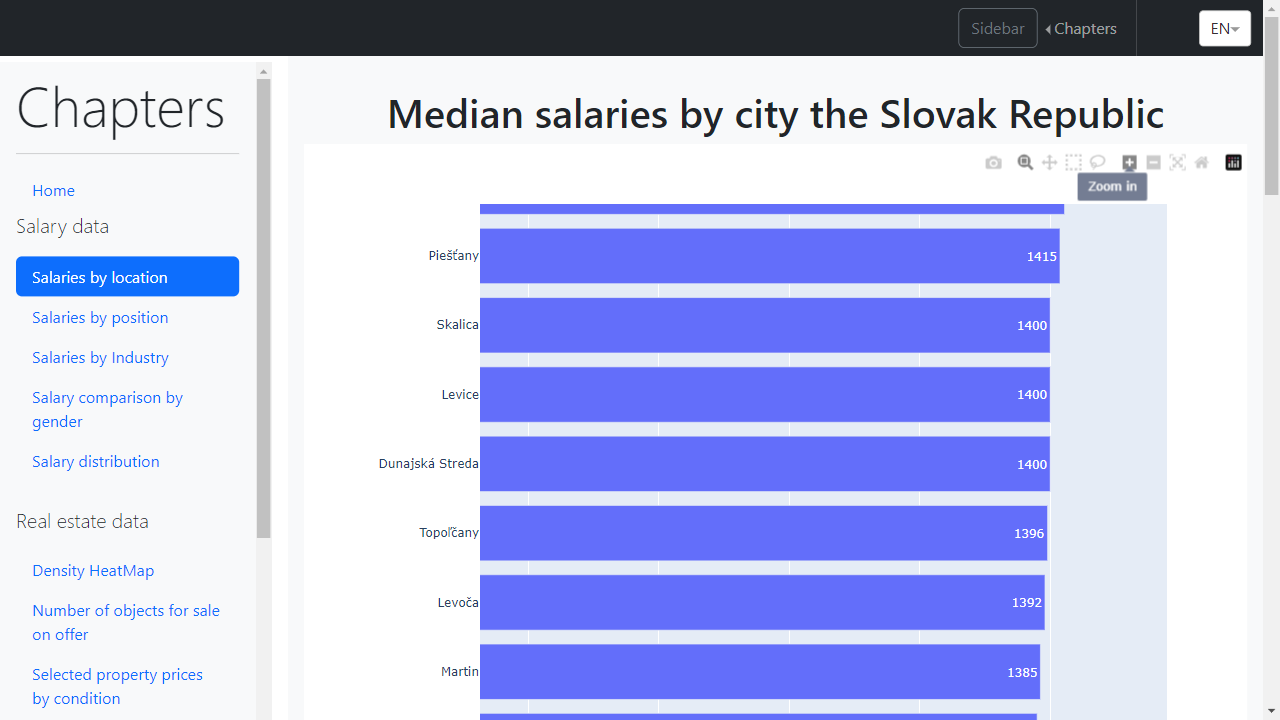 Sidebar
Chapters
EN
Chapters
Home
Salary data
Salaries by location
Salaries by position
Salaries by Industry
Salary comparison by
gender
Salary distribution
Real estate data
Density HeatMap
Number of objects for sale
on offer
Selected property prices
by condition
Median salaries by city the Slovak Republic
Zoom in
Piešťany 1415
Skalica 1400
Levice 1400
Dunajská Streda 1400
Topoľčany 1396
Levoča 1392
Martin 1385